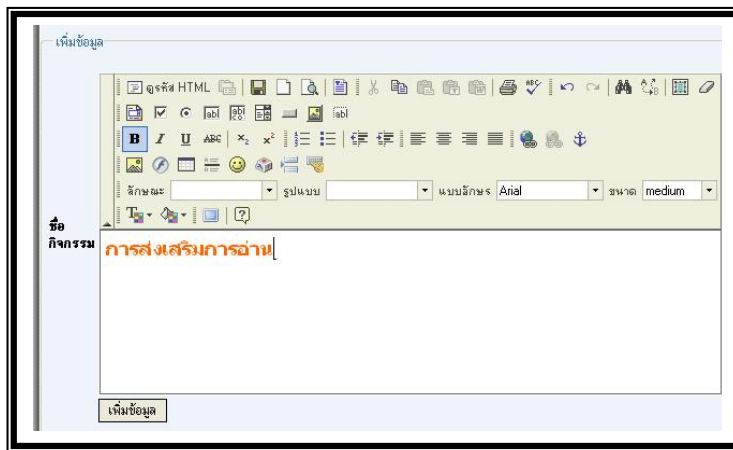 เพิ่มข้อมูล
ดูรหัส HTML
B I U ABC x₂ x²
ลักษณะ รูปแบบ แบบอักษร Arial ขนาด medium
ชื่อ
กิจกรรม
การส่งเสริมการอ่าน
เพิ่มข้อมูล